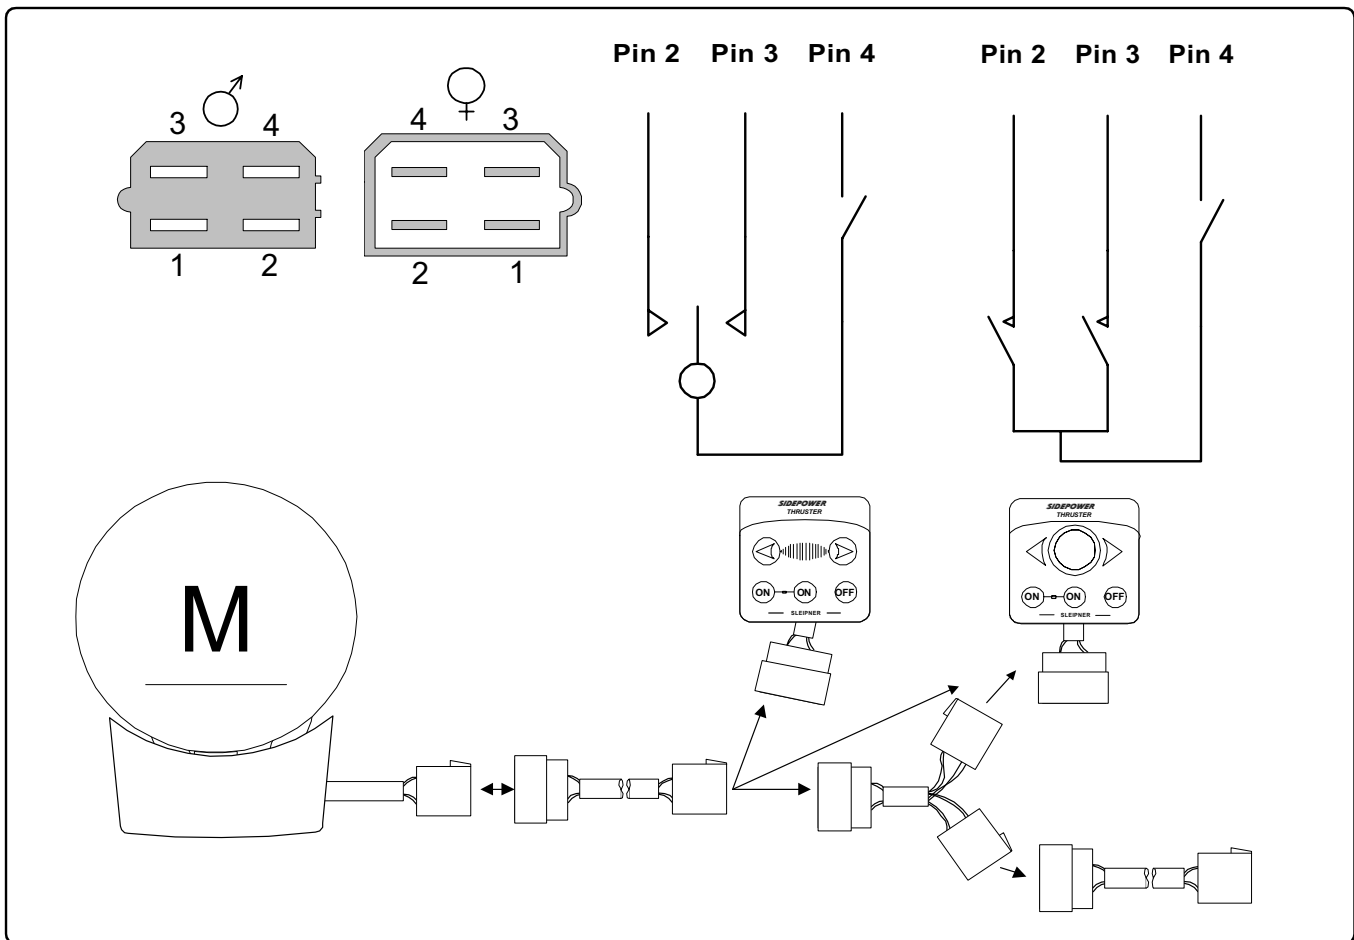 Pin 2 Pin 3 Pin 4
Pin 2 Pin 3 Pin 4
3 4
1 2
4 3
2 1
M
SIDEPOWER
THRUSTER
ON ON OFF
SLEIPNER
SIDEPOWER
THRUSTER
ON ON OFF
SLEIPNER